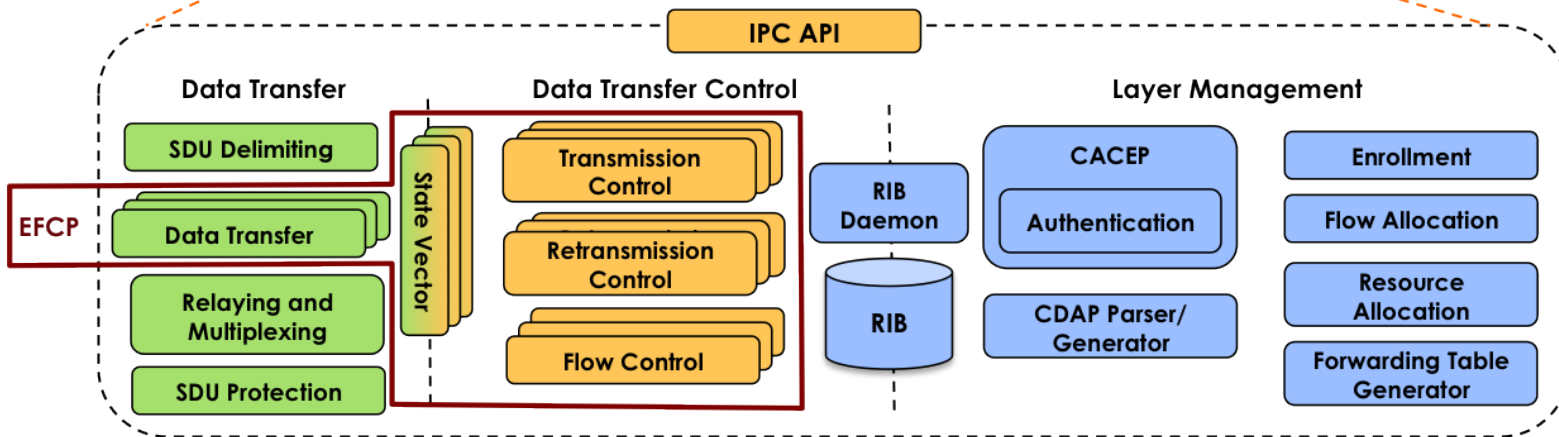 IPC API
Data Transfer
Data Transfer Control
Layer Management
SDU Delimiting
EFCP
Data Transfer
Relaying and
Multiplexing
SDU Protection
State Vector
Transmission
Control
Retransmission
Control
Flow Control
RIB
Daemon
RIB
CACEP
Authentication
CDAP Parser/
Generator
Enrollment
Flow Allocation
Resource
Allocation
Forwarding Table
Generator